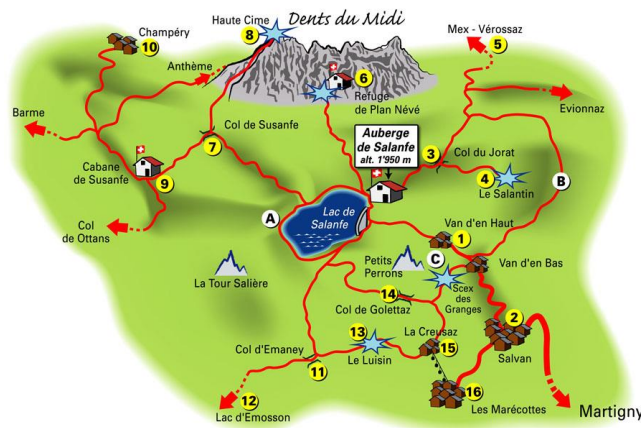 Haute Cime
Dents du Midi
8
Champéry
10
Mex - Vérossaz
5
Anthème
6
Refuge
de Plan Névé
Evionnaz
Barme
Col de Susanfe
7
Auberge
de Salanfe
alt. 1'950 m
3
Col du Jorat
4
Le Salantin
B
Cabane
de Susanfe
9
A
Lac de
Salanfe
Van d'en Haut
1
Col
de Ottans
La Tour Salière
Petits
Perrons
C
Van d'en Bas
Scex
des
Granges
14
Col de Golettaz
2
Salvan
13
Le Luisin
La Creusaz
15
Col d'Emaney
11
12
Lac d'Emosson
16
Les Marécottes
Martigny